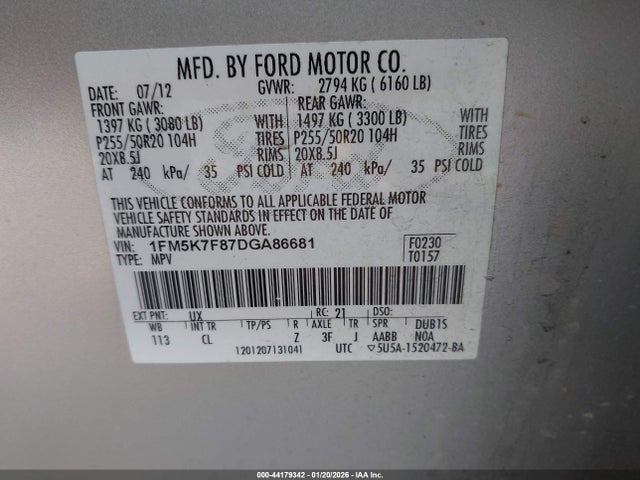 MFD. BY FORD MOTOR CO.
DATE: 07/12 GVWR: 2794 KG ( 6160 LB)
FRONT GAWR: REAR GAWR:
1397 KG ( 3080 LB) WITH 1497 KG ( 3300 LB) WITH
P255/50R20 104H TIRES P255/50R20 104H TIRES
20X8.5J RIMS 20X8.5J RIMS
AT 240 kPa/ 35 PSI COLD AT 240 kPa/ 35 PSI COLD
THIS VEHICLE CONFORMS TO ALL APPLICABLE FEDERAL MOTOR
VEHICLE SAFETY STANDARDS IN EFFECT ON THE DATE OF
MANUFACTURE SHOWN ABOVE.
VIN: 1FM5K7F87DGA86681 F0230
TYPE: MPV T0157
EXT PNT: UX RC: 21 DSO:
WB INT TR TP/PS R AXLE TR SPR DUB1S
113 CL Z 3F J AABB NOA
1201207131041 UTC ▽5U5A-1520472-BA
000-44179342 - 01/20/2026 - IAA Inc.